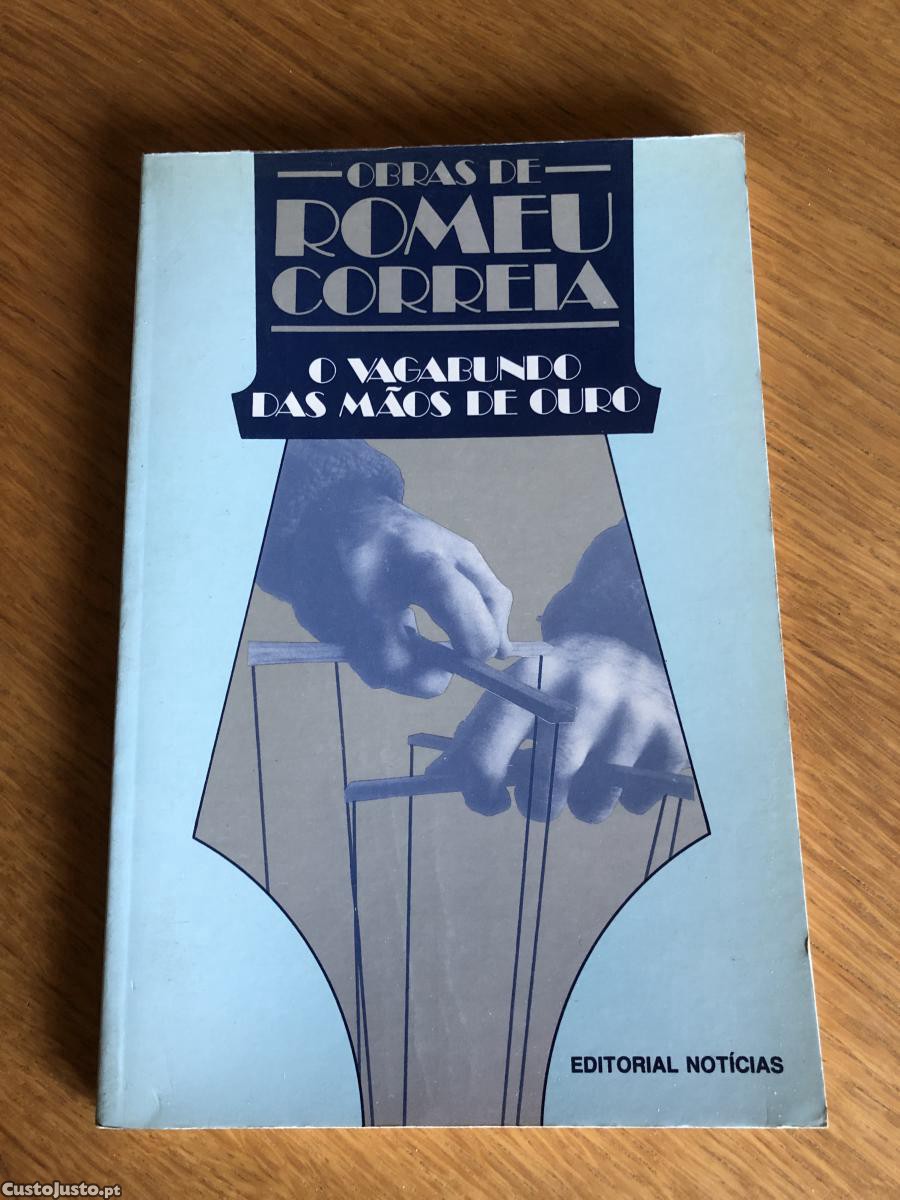 OBRAS DE
ROMEU
CORREIA
O VAGABUNDO
DAS MÃOS DE OURO
EDITORIAL NOTÍCIAS
CustoJusto.pt